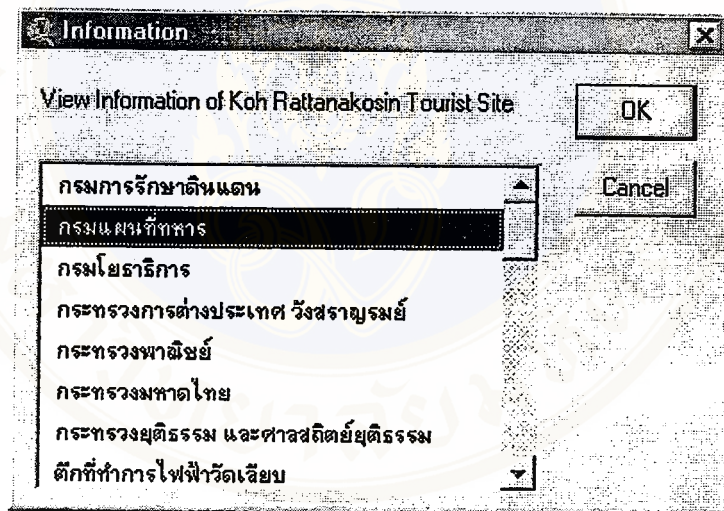 Information
View Information of Koh Rattanakosin Tourist Site
OK
Cancel
กรมการรักษาดินแดน
กรมแผนที่ทหาร
กรมโยธาธิการ
กระทรวงการต่างประเทศ วังสราญรมย์
กระทรวงพาณิชย์
กระทรวงมหาดไทย
กระทรวงยุติธรรม และศาลสถิตย์ยุติธรรม
ตึกที่ทำการไฟฟ้าวัดเลียบ